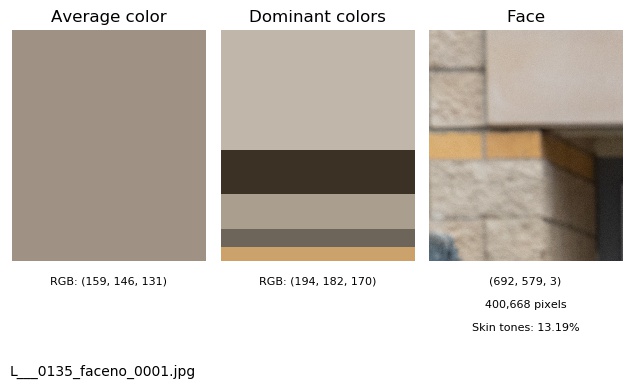 Average color
Dominant colors
Face
RGB: (159, 146, 131)
RGB: (194, 182, 170)
(692, 579, 3)
400,668 pixels
Skin tones: 13.19%
L___0135_faceno_0001.jpg